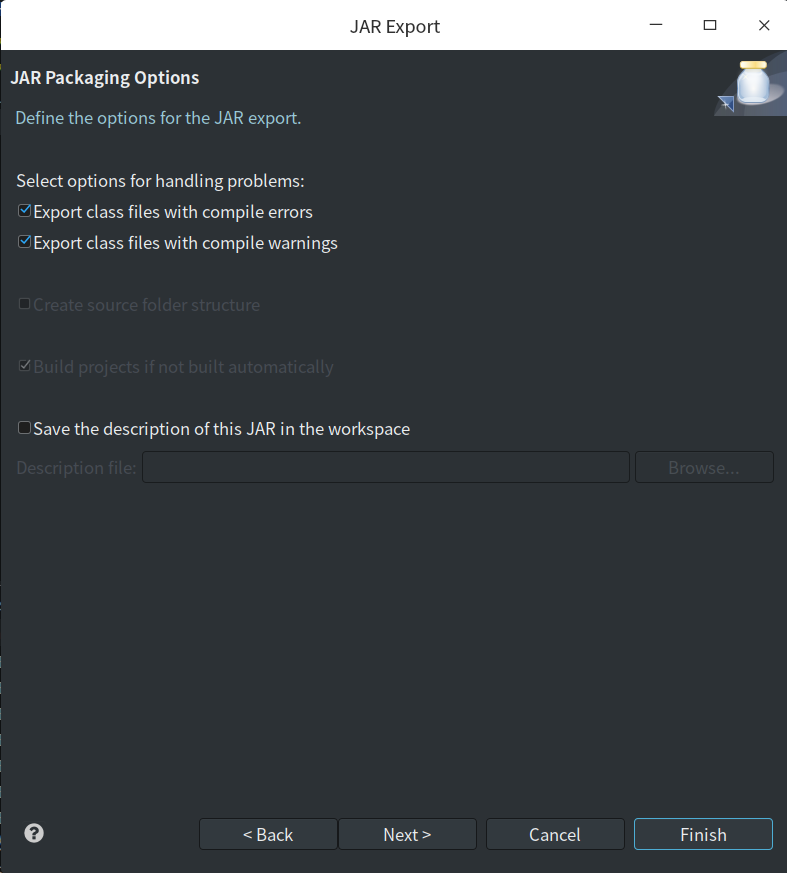 JAR Export
JAR Packaging Options
Define the options for the JAR export.
Select options for handling problems:
Export class files with compile errors
Export class files with compile warnings
Create source folder structure
Build projects if not built automatically
Save the description of this JAR in the workspace
Description file: Browse...
< Back Next > Cancel Finish